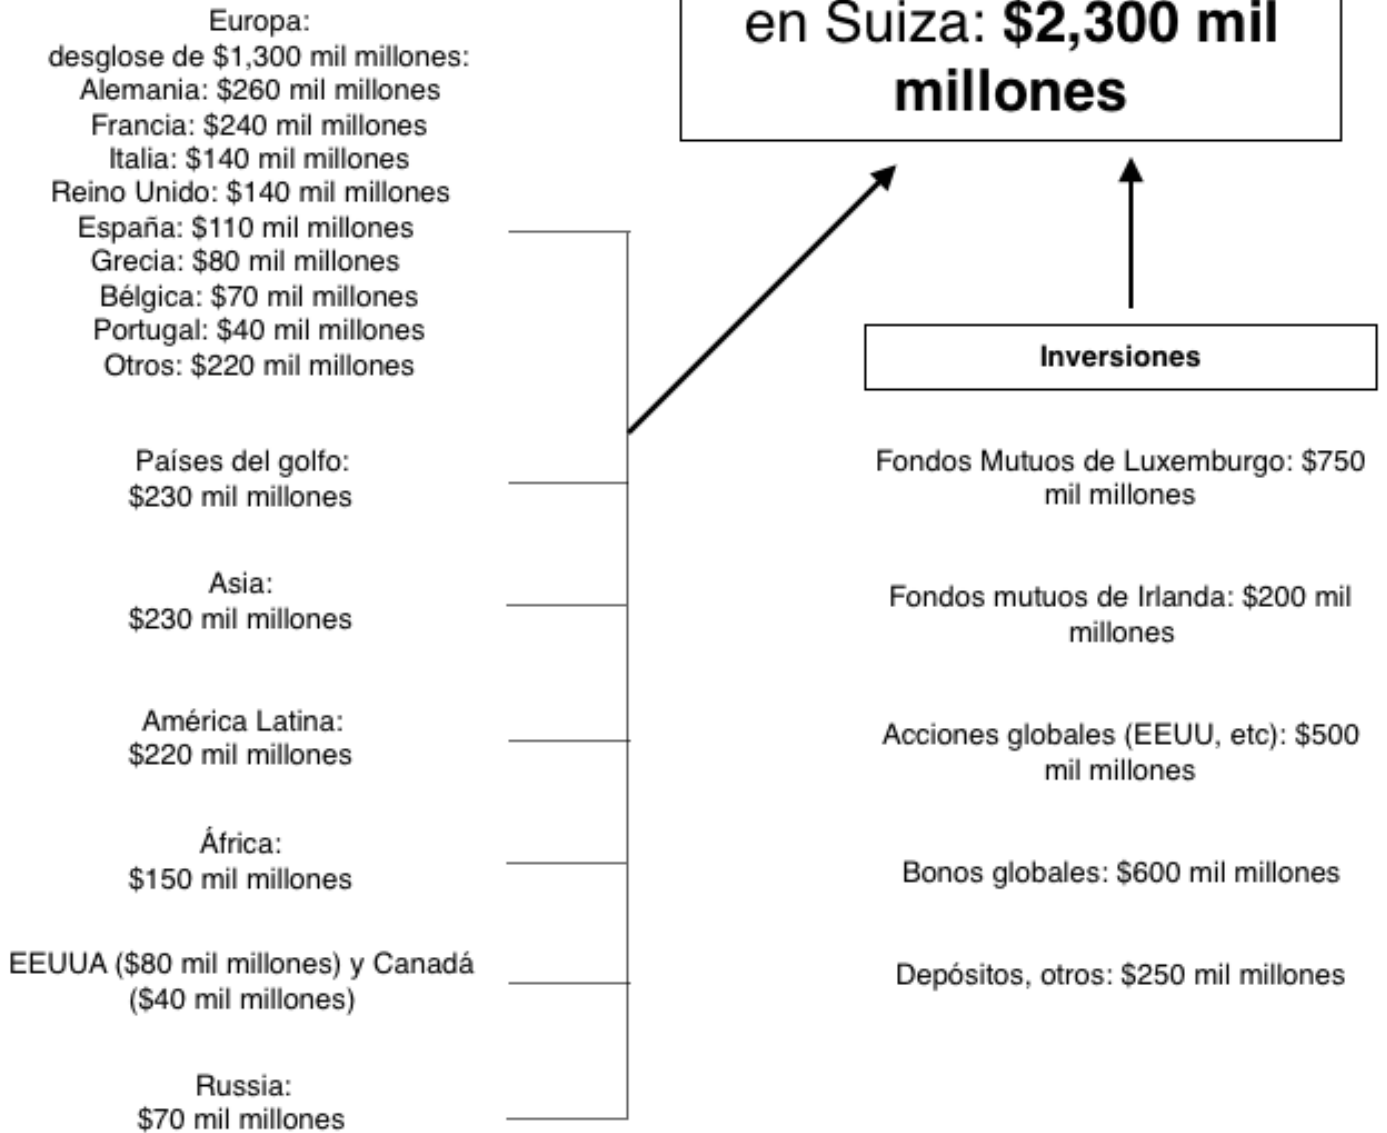 Europa:
desglose de $1,300 mil millones:
Alemania: $260 mil millones
Francia: $240 mil millones
Italia: $140 mil millones
Reino Unido: $140 mil millones
España: $110 mil millones
Grecia: $80 mil millones
Bélgica: $70 mil millones
Portugal: $40 mil millones
Otros: $220 mil millones
Países del golfo:
$230 mil millones
Asia:
$230 mil millones
América Latina:
$220 mil millones
África:
$150 mil millones
EEUUA ($80 mil millones) y Canadá
($40 mil millones)
Russia:
$70 mil millones
en Suiza: $2,300 mil
millones
Inversiones
Fondos Mutuos de Luxemburgo: $750
mil millones
Fondos mutuos de Irlanda: $200 mil
millones
Acciones globales (EEUU, etc): $500
mil millones
Bonos globales: $600 mil millones
Depósitos, otros: $250 mil millones